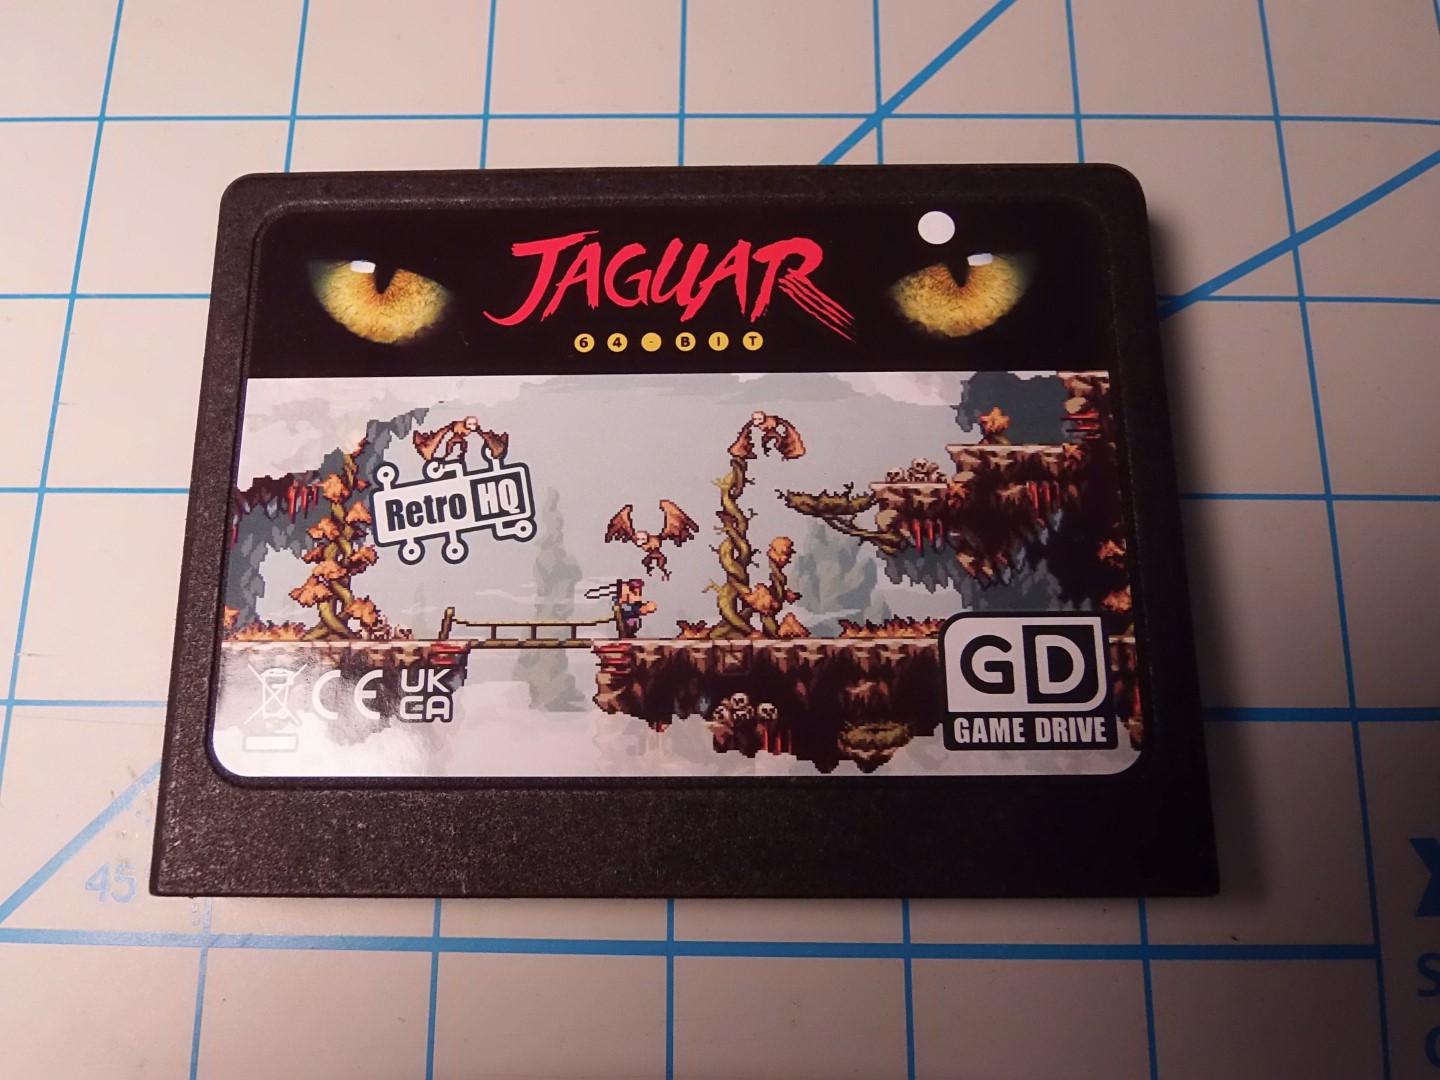 JAGUAR
64-BIT
Retro HQ
CE
UK
CA
GD
GAME DRIVE
45